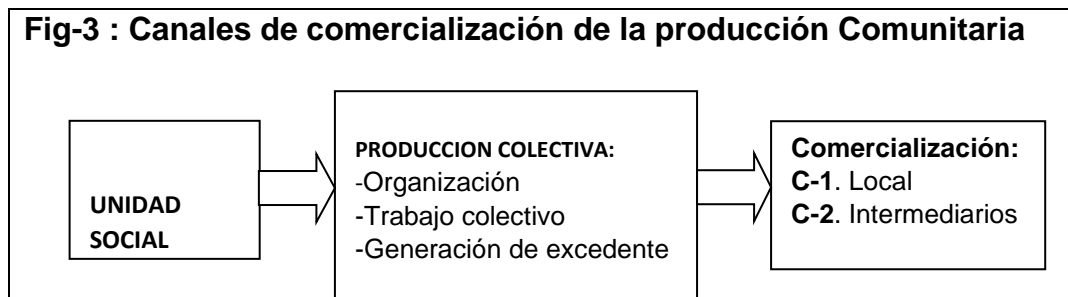 Fig-3 : Canales de comercialización de la producción Comunitaria
UNIDAD
SOCIAL
PRODUCCION COLECTIVA:
-Organización
-Trabajo colectivo
-Generación de excedente
Comercialización:
C-1. Local
C-2. Intermediarios